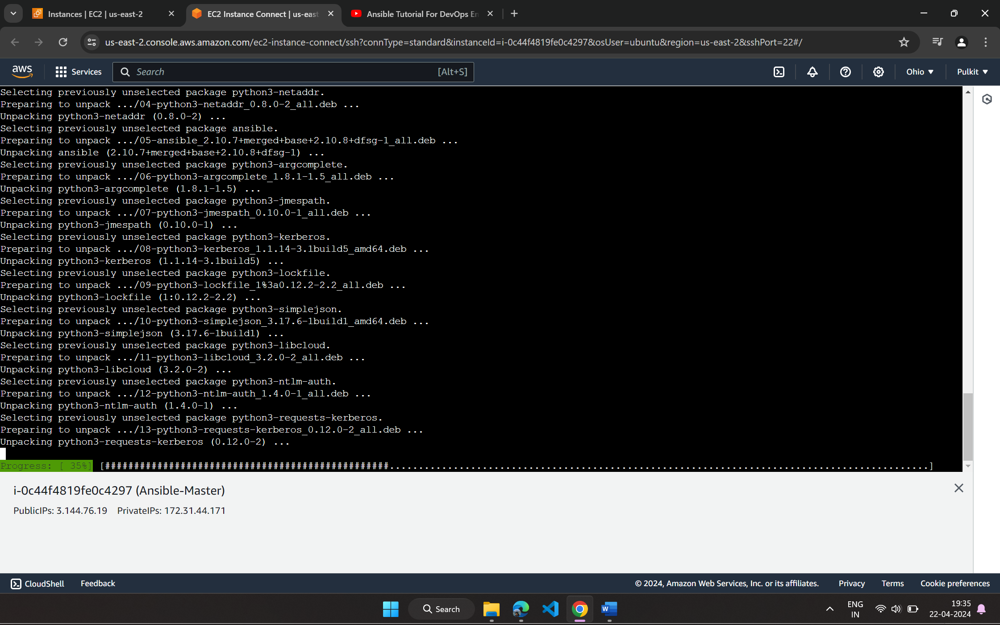 Instances | EC2 | us-east-2
EC2 Instance Connect | us-east
Ansible Tutorial For DevOps En
us-east-2.console.aws.amazon.com/ec2-instance-connect/ssh?connType=standard&instanceId=i-0c44f4819fe0c4297&osUser=ubuntu&region=us-east-2&sshPort=22#/
aws Services Search [Alt+S] Ohio Pulkit
Selecting previously unselected package python3-netaddr.
Preparing to unpack .../04-python3-netaddr_0.8.0-2_all.deb ...
Unpacking python3-netaddr (0.8.0-2) ...
Selecting previously unselected package ansible.
Preparing to unpack .../05-ansible_2.10.7+merged+base+2.10.8+dfsg-1_all.deb ...
Unpacking ansible (2.10.7+merged+base+2.10.8+dfsg-1) ...
Selecting previously unselected package python3-argcomplete.
Preparing to unpack .../06-python3-argcomplete_1.8.1-1.5_all.deb ...
Unpacking python3-argcomplete (1.8.1-1.5) ...
Selecting previously unselected package python3-jmespath.
Preparing to unpack .../07-python3-jmespath_0.10.0-1_all.deb ...
Unpacking python3-jmespath (0.10.0-1) ...
Selecting previously unselected package python3-kerberos.
Preparing to unpack .../08-python3-kerberos_1.1.14-3.1build5_amd64.deb ...
Unpacking python3-kerberos (1.1.14-3.1build5) ...
Selecting previously unselected package python3-lockfile.
Preparing to unpack .../09-python3-lockfile_1%3a0.12.2-2.2_all.deb ...
Unpacking python3-lockfile (1:0.12.2-2.2) ...
Selecting previously unselected package python3-simplejson.
Preparing to unpack .../10-python3-simplejson_3.17.6-1build1_amd64.deb ...
Unpacking python3-simplejson (3.17.6-1build1) ...
Selecting previously unselected package python3-libcloud.
Preparing to unpack .../11-python3-libcloud_3.2.0-2_all.deb ...
Unpacking python3-libcloud (3.2.0-2) ...
Selecting previously unselected package python3-ntlm-auth.
Preparing to unpack .../12-python3-ntlm-auth_1.4.0-1_all.deb ...
Unpacking python3-ntlm-auth (1.4.0-1) ...
Selecting previously unselected package python3-requests-kerberos.
Preparing to unpack .../13-python3-requests-kerberos_0.12.0-2_all.deb ...
Unpacking python3-requests-kerberos (0.12.0-2) ...
Progress: [ 35%] [#################################################.............................................................................................]
i-0c44f4819fe0c4297 (Ansible-Master)
PublicIPs: 3.144.76.19 PrivateIPs: 172.31.44.171
CloudShell Feedback © 2024, Amazon Web Services, Inc. or its affiliates. Privacy Terms Cookie preferences
Search
ENG
IN
19:35
22-04-2024